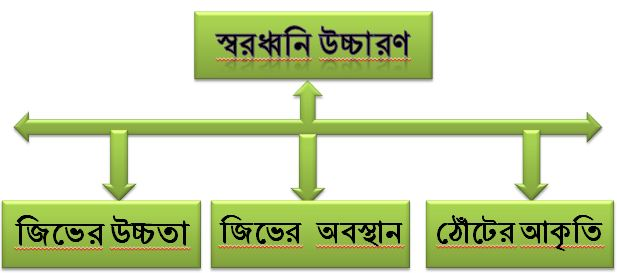 স্বরধ্বনি উচ্চারণ
জিভের উচ্চতা
জিভের অবস্থান
ঠোঁটের আকৃতি